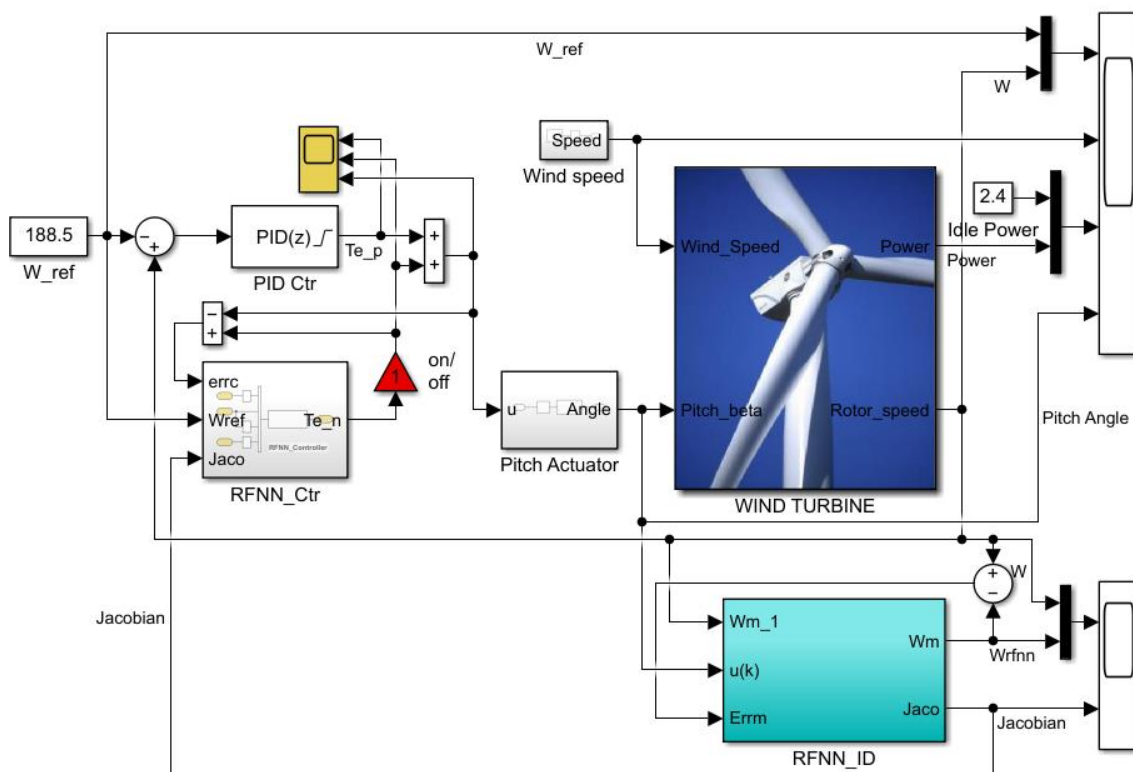 W_ref
W
Speed
Wind speed
188.5
W_ref
PID(z)
Te_p
PID Ctr
+
+
−
+
2.4
Idle Power
Wind_Speed
Power
Power
−
+
on/
off
1
errc
Wref
Te_n
Jaco
RFNN_Controller
RFNN_Ctr
u
Angle
Pitch Actuator
Pitch_beta
Rotor_speed
WIND TURBINE
Pitch Angle
Jacobian
+
−
W
Wm_1
Wm
Wrfnn
u(k)
Errm
Jaco
Jacobian
RFNN_ID